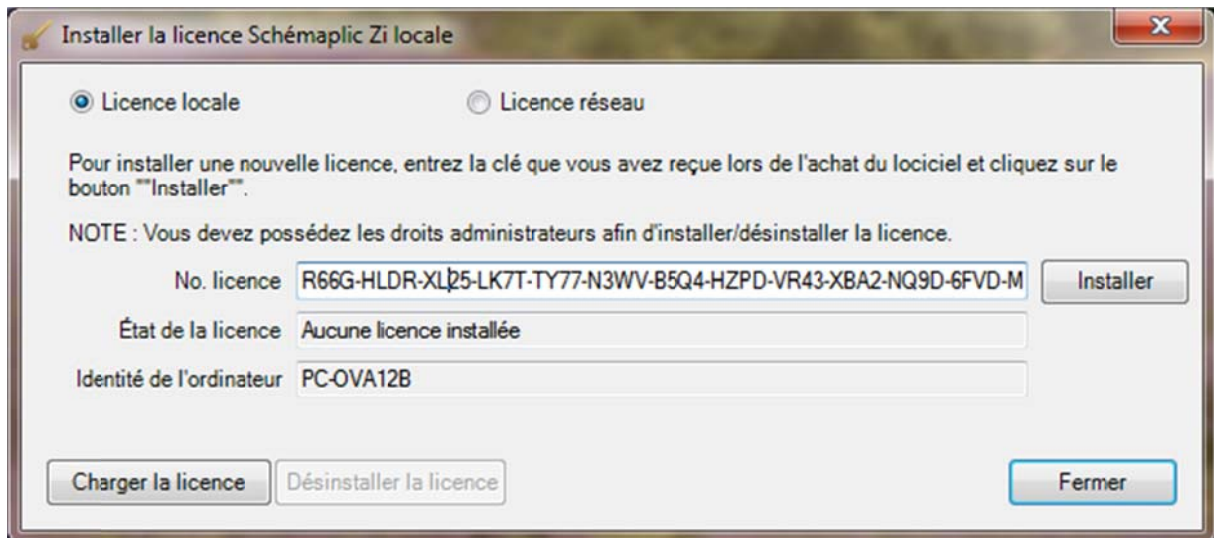 Installer la licence Schémaplic Zi locale
Licence locale
Licence réseau
Pour installer une nouvelle licence, entrez la clé que vous avez reçue lors de l'achat du lociciel et cliquez sur le
bouton ""Installer"".
NOTE : Vous devez possédez les droits administrateurs afin d'installer/désinstaller la licence.
No. licence R66G-HLDR-XL25-LK7T-TY77-N3WV-B5Q4-HZPD-VR43-XBA2-NQ9D-6FVD-M Installer
État de la licence Aucune licence installée
Identité de l'ordinateur PC-OVA12B
Charger la licence Désinstaller la licence Fermer